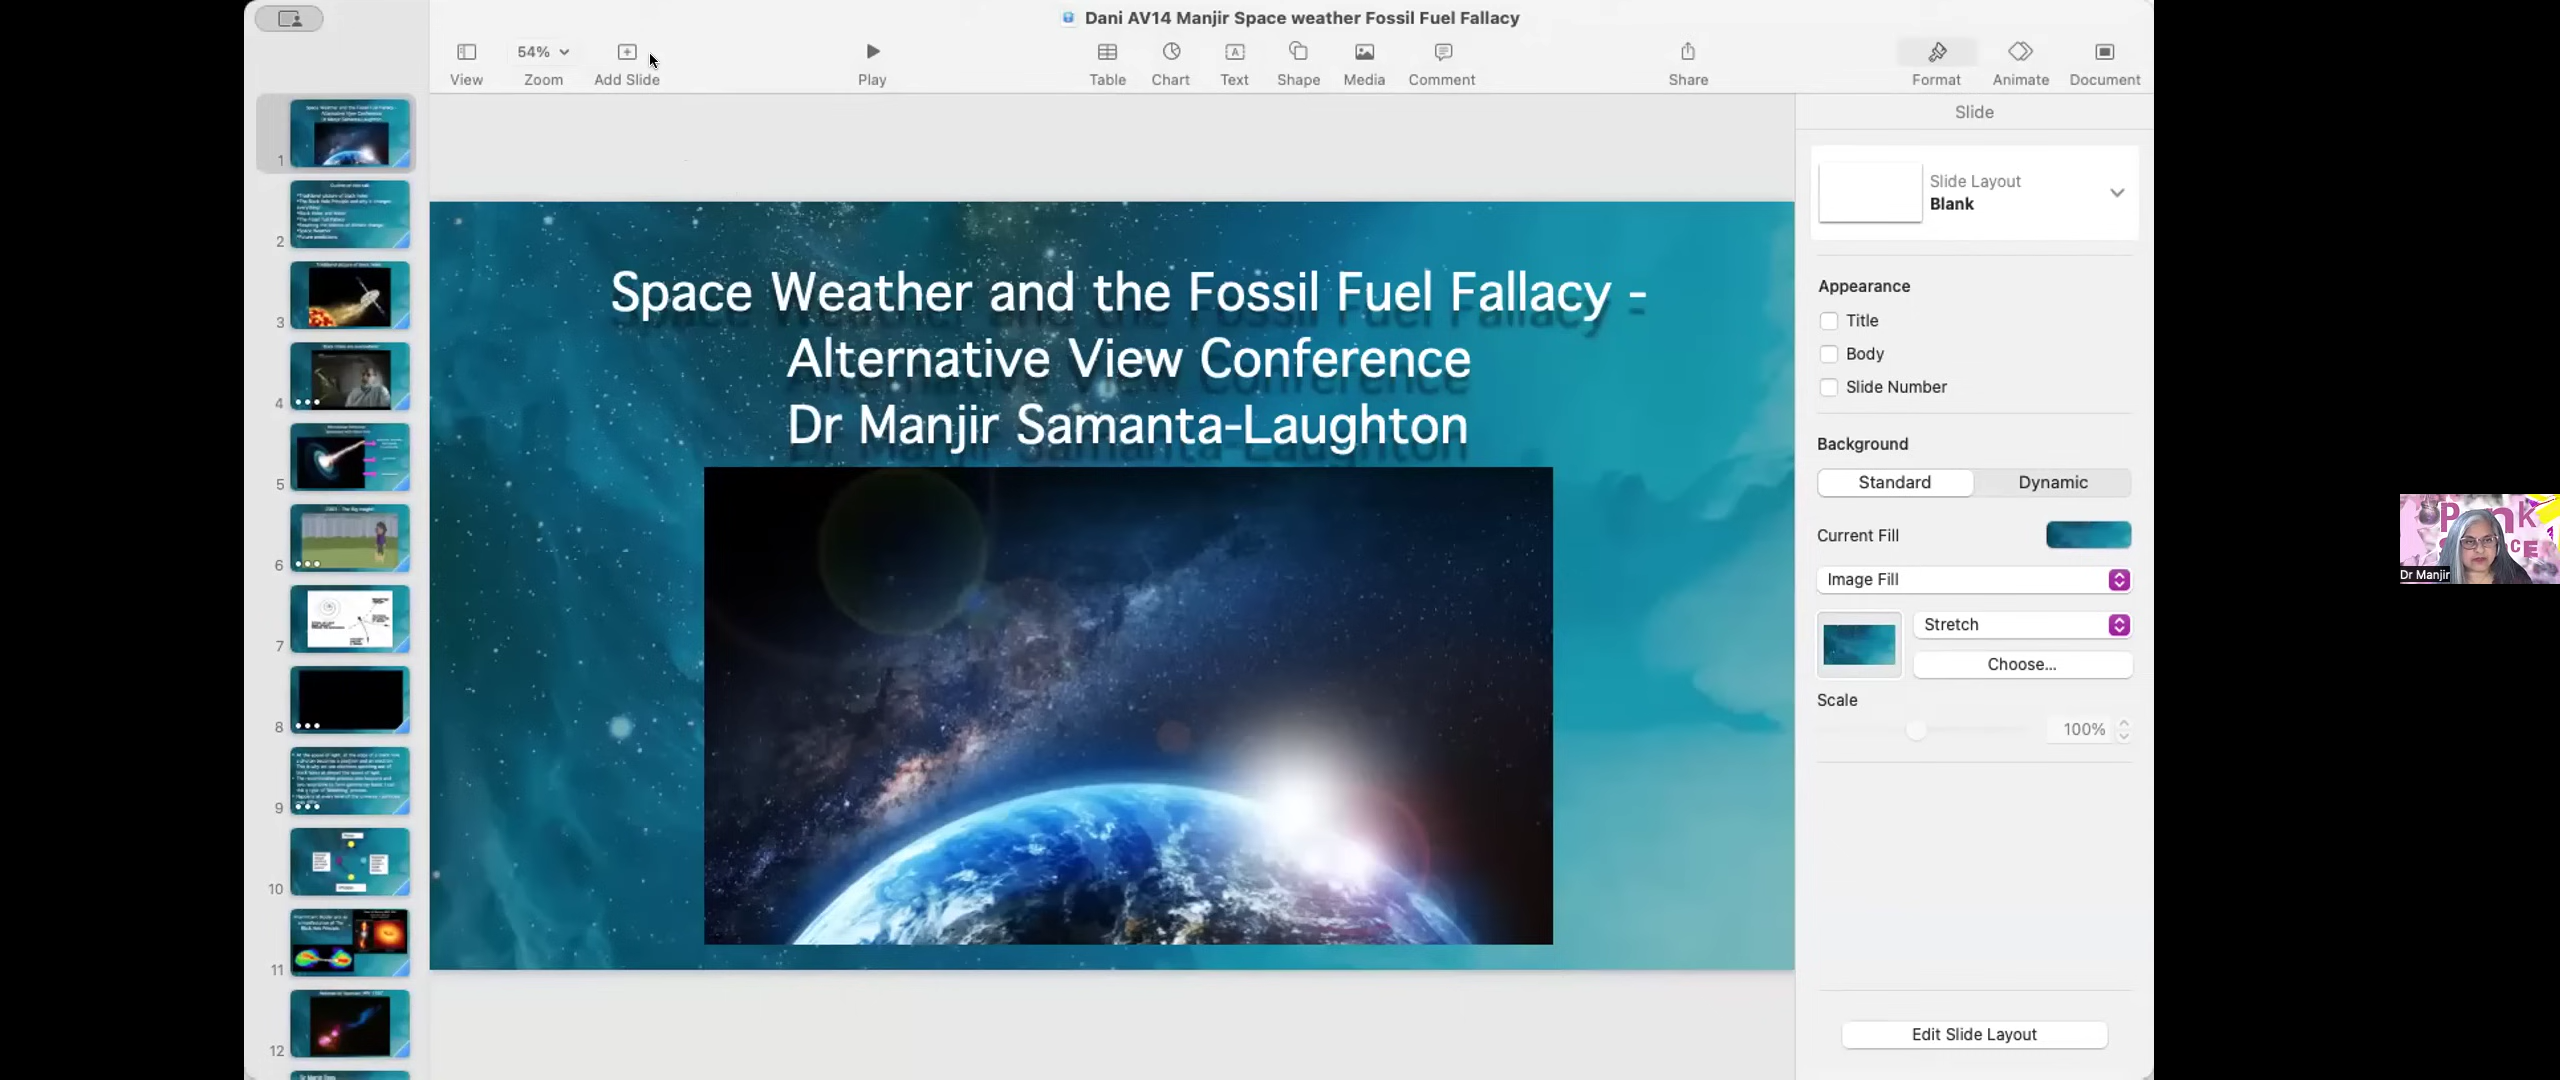 Dani AV14 Manjir Space weather Fossil Fuel Fallacy
54%
View
Zoom
Add Slide
Play
Table
Chart
Text
Shape
Media
Comment
Share
Format
Animate
Document
1
2
3
4
5
6
7
8
9
10
11
12
Space Weather and the Fossil Fuel Fallacy -
Alternative View Conference
Dr Manjir Samanta-Laughton
Slide
Slide Layout
Blank
Appearance
Title
Body
Slide Number
Background
Standard
Dynamic
Current Fill
Image Fill
Stretch
Choose...
Scale
100%
Edit Slide Layout
Dr Manjir